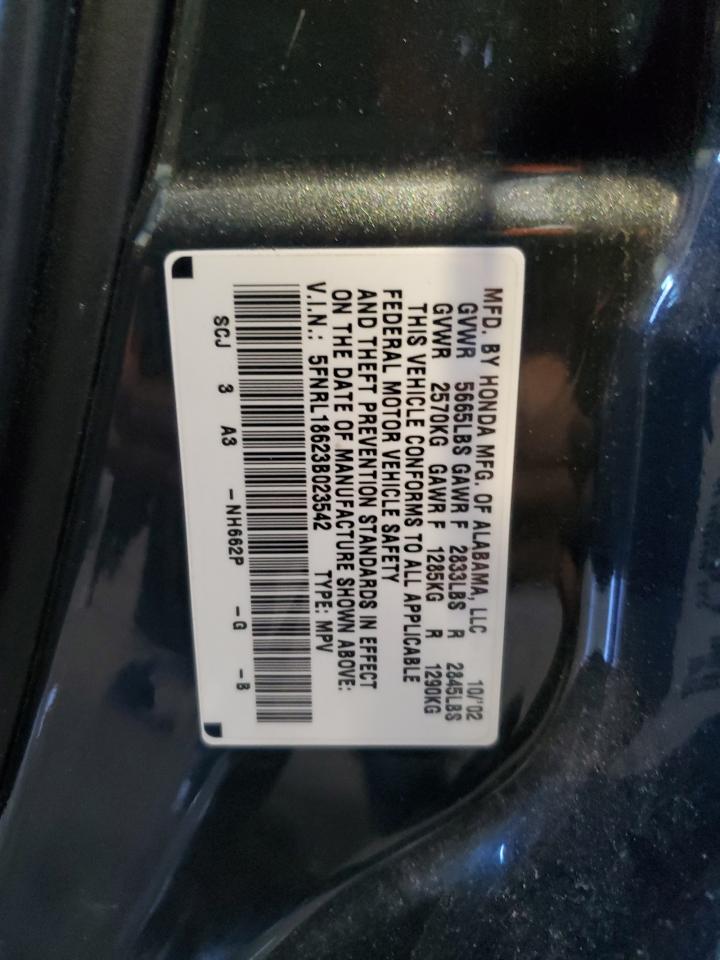 MFD. BY HONDA MFG. OF ALABAMA, LLC 10/'02
GVWR 5665LBS GAWR F 2833LBS R 2845LBS
GVWR 2570KG GAWR F 1285KG R 1290KG
THIS VEHICLE CONFORMS TO ALL APPLICABLE
FEDERAL MOTOR VEHICLE SAFETY
AND THEFT PREVENTION STANDARDS IN EFFECT
ON THE DATE OF MANUFACTURE SHOWN ABOVE:
V.I.N.: 5FNRL18623B023542 TYPE: MPV
SCJ 3 A3 -NH662P -G -B